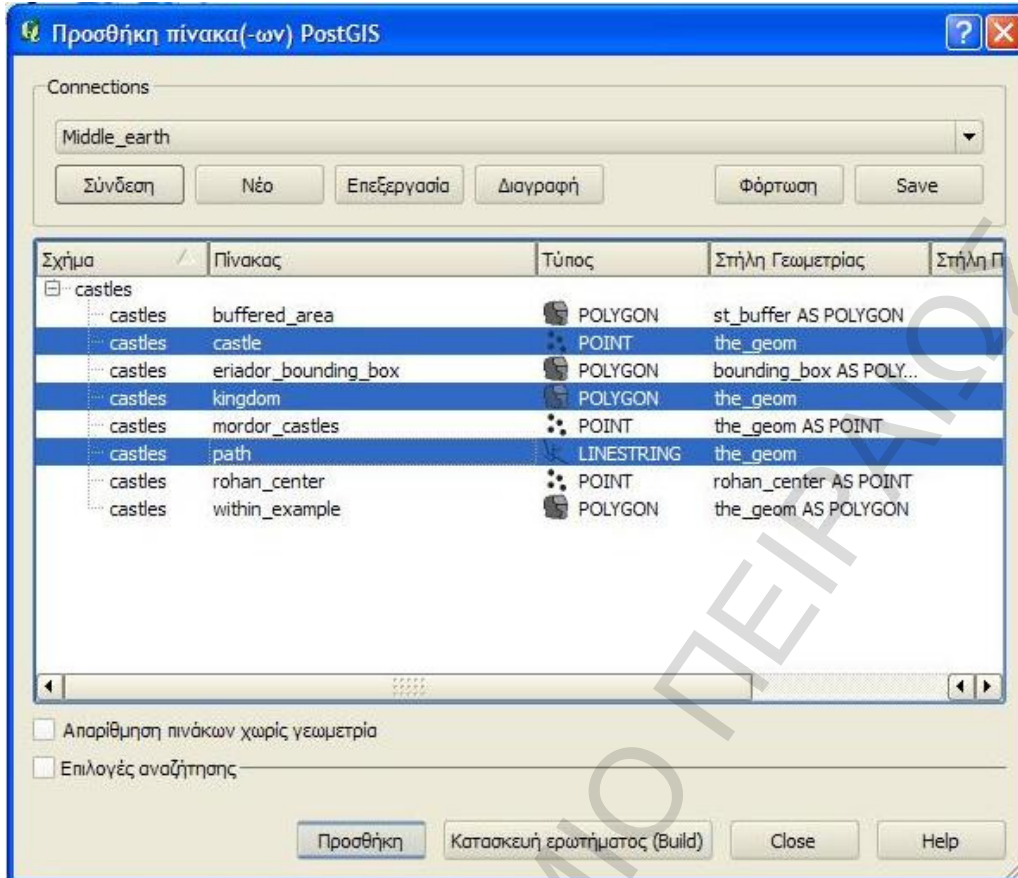 Προσθήκη πίνακα(-ων) PostGIS
Connections
Middle_earth
Σύνδεση Νέο Επεξεργασία Διαγραφή Φόρτωση Save
Σχήμα Πίνακας Τύπος Στήλη Γεωμετρίας Στήλη Π
castles
castles buffered_area POLYGON st_buffer AS POLYGON
castles castle POINT the_geom
castles eriador_bounding_box POLYGON bounding_box AS POLY...
castles kingdom POLYGON the_geom
castles mordor_castles POINT the_geom AS POINT
castles path LINESTRING the_geom
castles rohan_center POINT rohan_center AS POINT
castles within_example POLYGON the_geom AS POLYGON
Απαρίθμηση πινάκων χωρίς γεωμετρία
Επιλογές αναζήτησης
Προσθήκη Κατασκευή ερωτήματος (Build) Close Help
ΜΙΟ ΠΕΙΡΑΙΩΣ